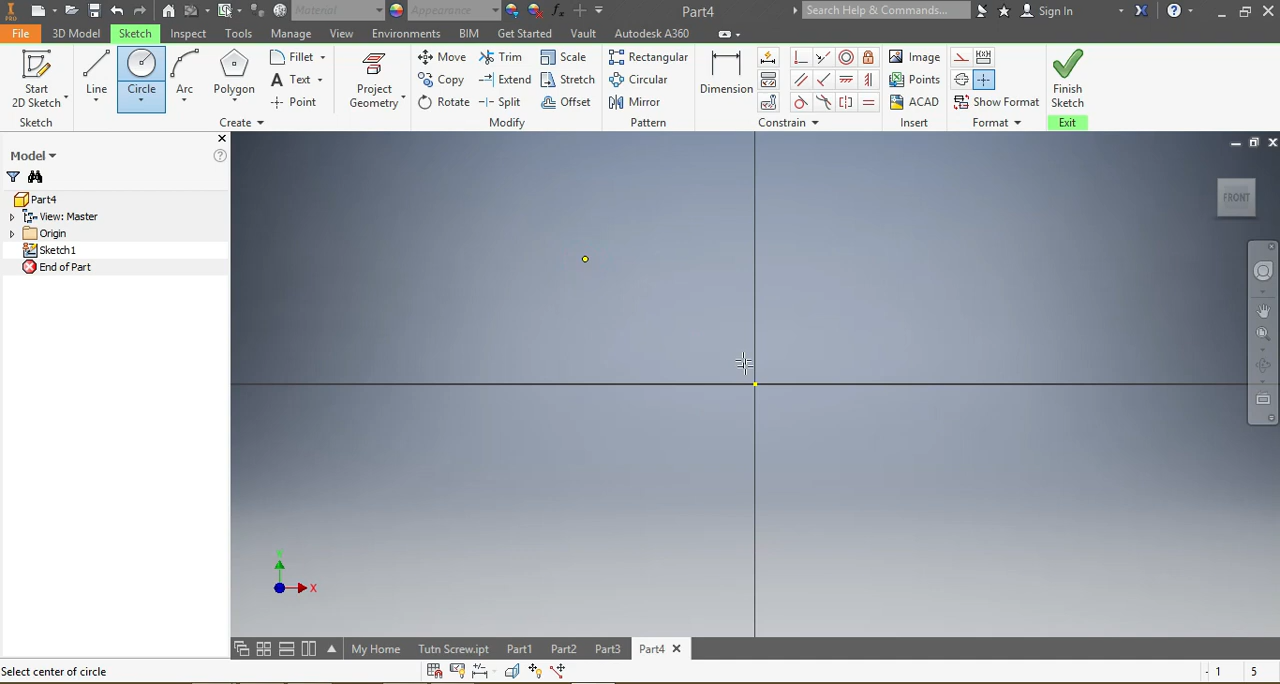 Material
Appearance
fx
Part4
Search Help & Commands...
Sign In
PRO
File
3D Model
Sketch
Inspect
Tools
Manage
View
Environments
BIM
Get Started
Vault
Autodesk A360
Start
2D Sketch
Sketch
Line
Circle
Arc
Polygon
Fillet
Text
Point
Create
Project
Geometry
Move
Copy
Rotate
Trim
Extend
Split
Scale
Stretch
Offset
Modify
Rectangular
Circular
Mirror
Pattern
Dimension
Constrain
Image
Points
ACAD
Insert
Show Format
Format
Finish
Sketch
Exit
Model
Part4
View: Master
Origin
Sketch1
End of Part
FRONT
X
My Home
Tutn Screw.ipt
Part1
Part2
Part3
Part4
Select center of circle
1
5